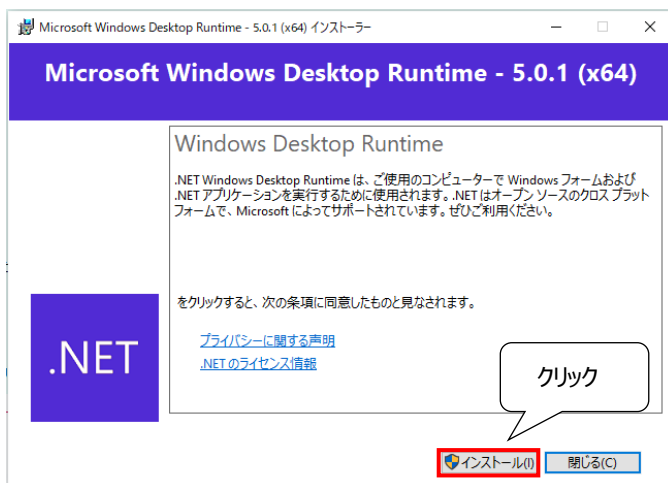 Microsoft Windows Desktop Runtime - 5.0.1 (x64) インストーラー
Microsoft Windows Desktop Runtime - 5.0.1 (x64)
Windows Desktop Runtime
.NET Windows Desktop Runtime は、ご使用のコンピューターで Windows フォームおよび
.NET アプリケーションを実行するために使用されます。.NET はオープン ソースのクロス プラット
フォームで、Microsoft によってサポートされています。ぜひご利用ください。
をクリックすると、次の条項に同意したものと見なされます。
プライバシーに関する声明
.NET のライセンス情報
.NET
クリック
インストール(I)
閉じる(C)